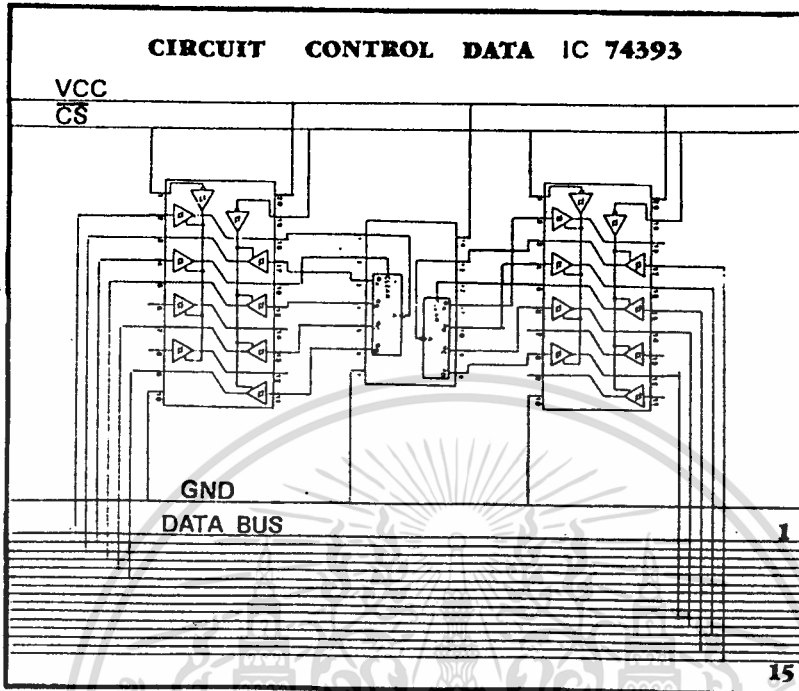 CIRCUIT CONTROL DATA IC 74393
VCC
CS
GND
DATA BUS
1
15